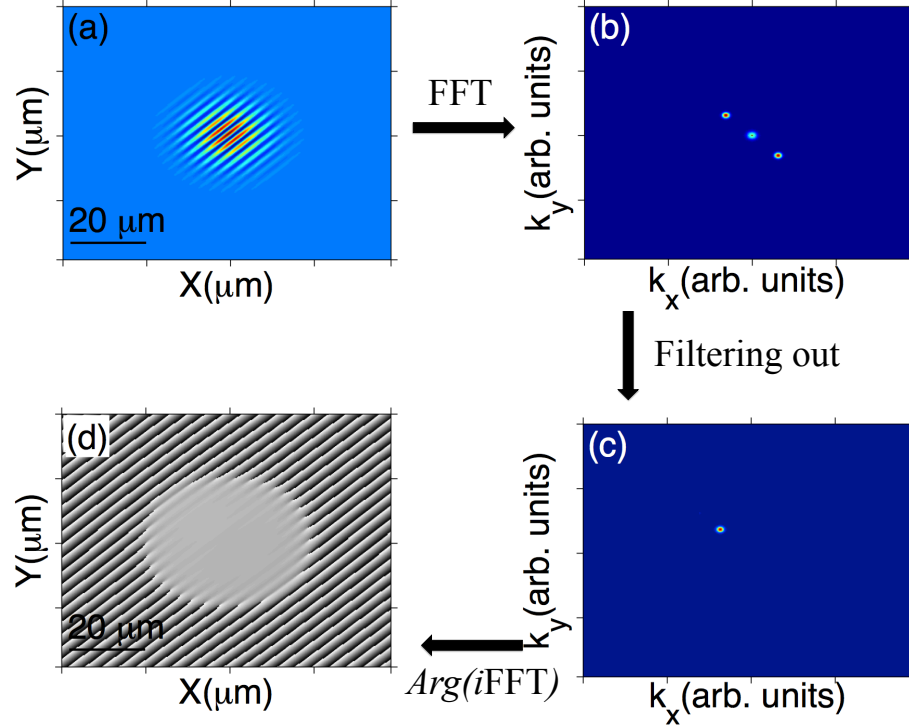 (a)
Y(μm)
20 μm
X(μm)
FFT
(b)
k_y(arb. units)
k_x(arb. units)
Filtering out
(c)
k_y(arb. units)
k_x(arb. units)
Arg(iFFT)
(d)
Y(μm)
20 μm
X(μm)